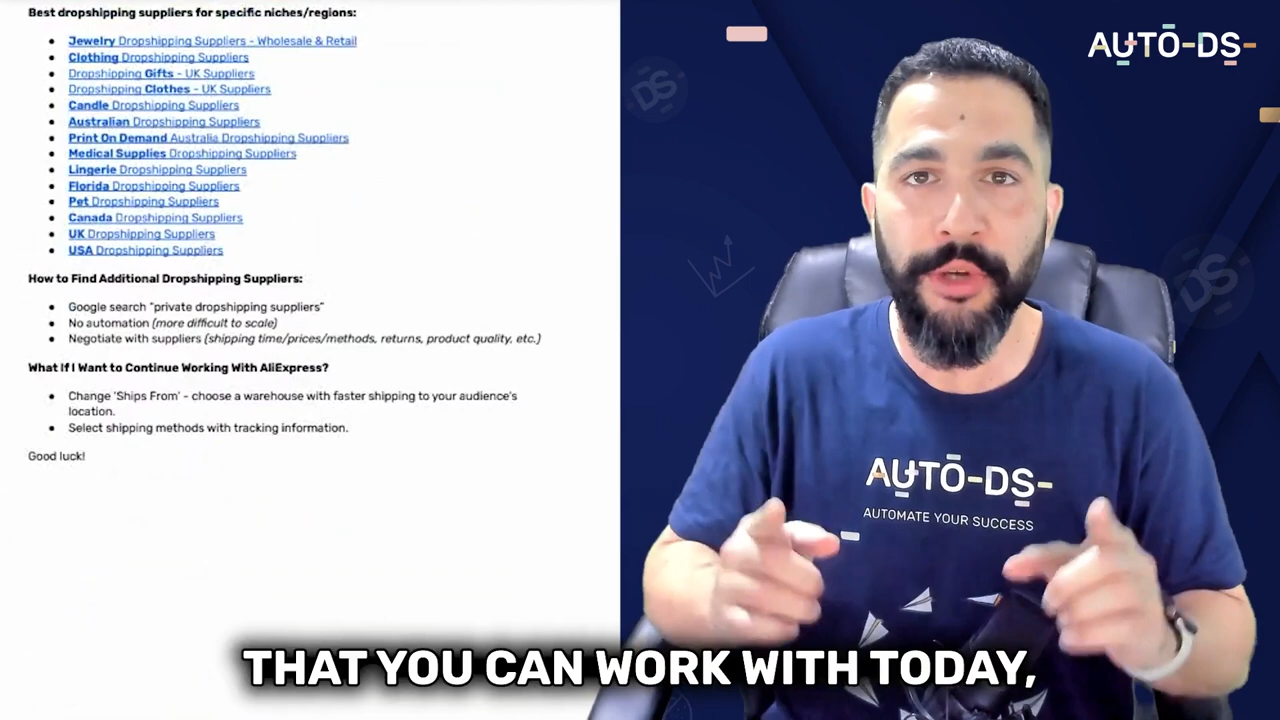 Best dropshipping suppliers for specific niches/regions:
Jewelry Dropshipping Suppliers - Wholesale & Retail
Clothing Dropshipping Suppliers
Dropshipping Gifts - UK Suppliers
Dropshipping Clothes - UK Suppliers
Candle Dropshipping Suppliers
Australian Dropshipping Suppliers
Print On Demand Australia Dropshipping Suppliers
Medical Supplies Dropshipping Suppliers
Lingerie Dropshipping Suppliers
Florida Dropshipping Suppliers
Pet Dropshipping Suppliers
Canada Dropshipping Suppliers
UK Dropshipping Suppliers
USA Dropshipping Suppliers
How to Find Additional Dropshipping Suppliers:
Google search "private dropshipping suppliers"
No automation (more difficult to scale)
Negotiate with suppliers (shipping time/prices/methods, returns, product quality, etc.)
What If I Want to Continue Working With AliExpress?
Change 'Ships From' - choose a warehouse with faster shipping to your audience's
location.
Select shipping methods with tracking information.
Good luck!
AUTO-DS-
DS-
DS-
AUTO-DS-
AUTOMATE YOUR SUCCESS
THAT YOU CAN WORK WITH TODAY,